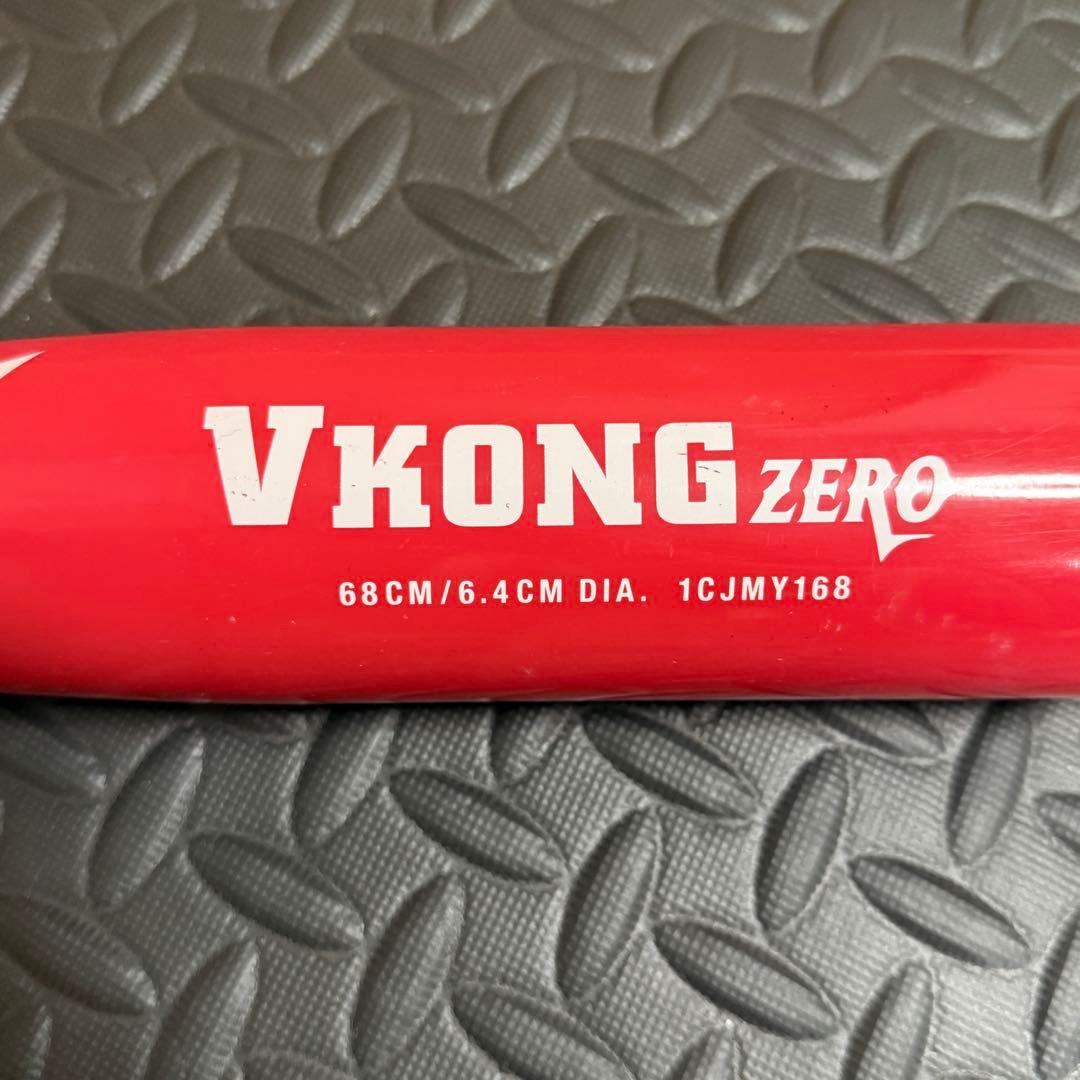 VKONG ZERO
68CM/6.4CM DIA. 1CJMY168